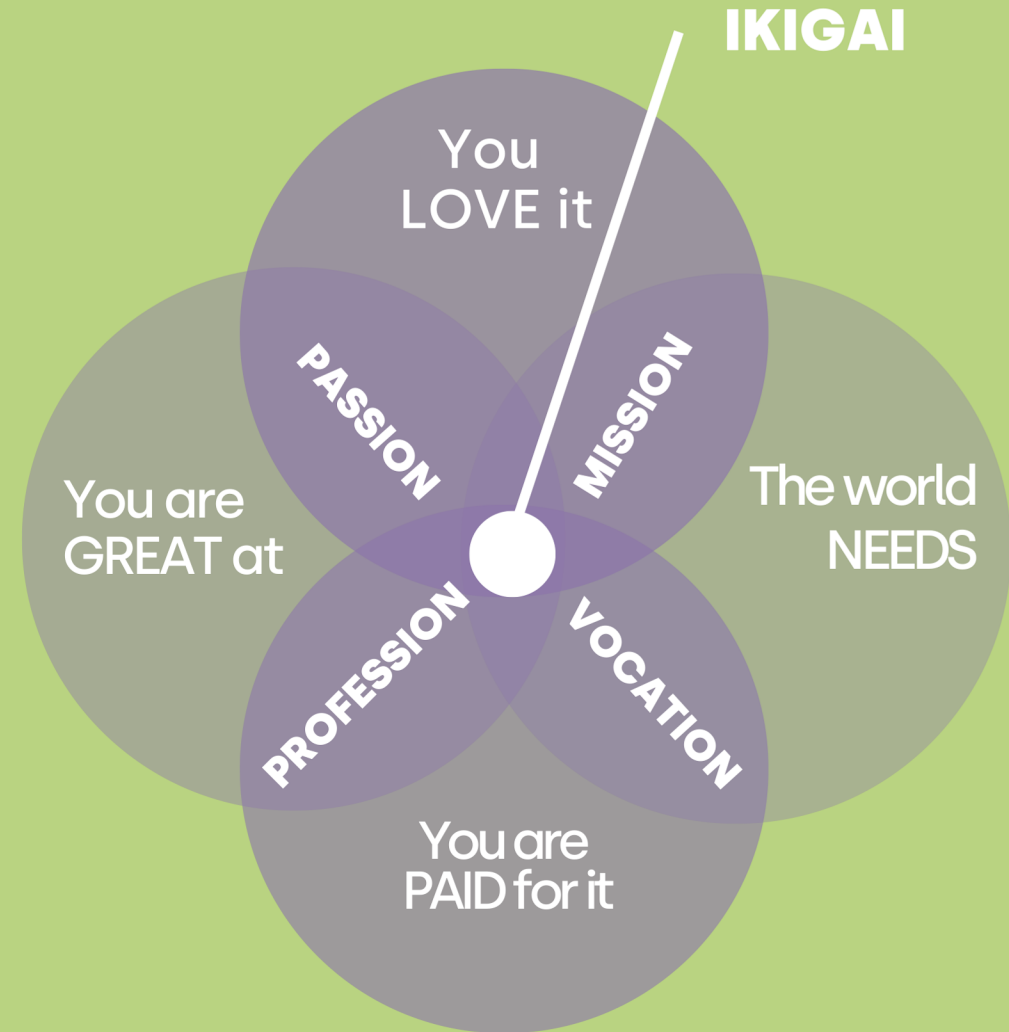 IKIGAI
You
LOVE it
PASSION
MISSION
You are
GREAT at
The world
NEEDS
PROFESSION
VOCATION
You are
PAID for it